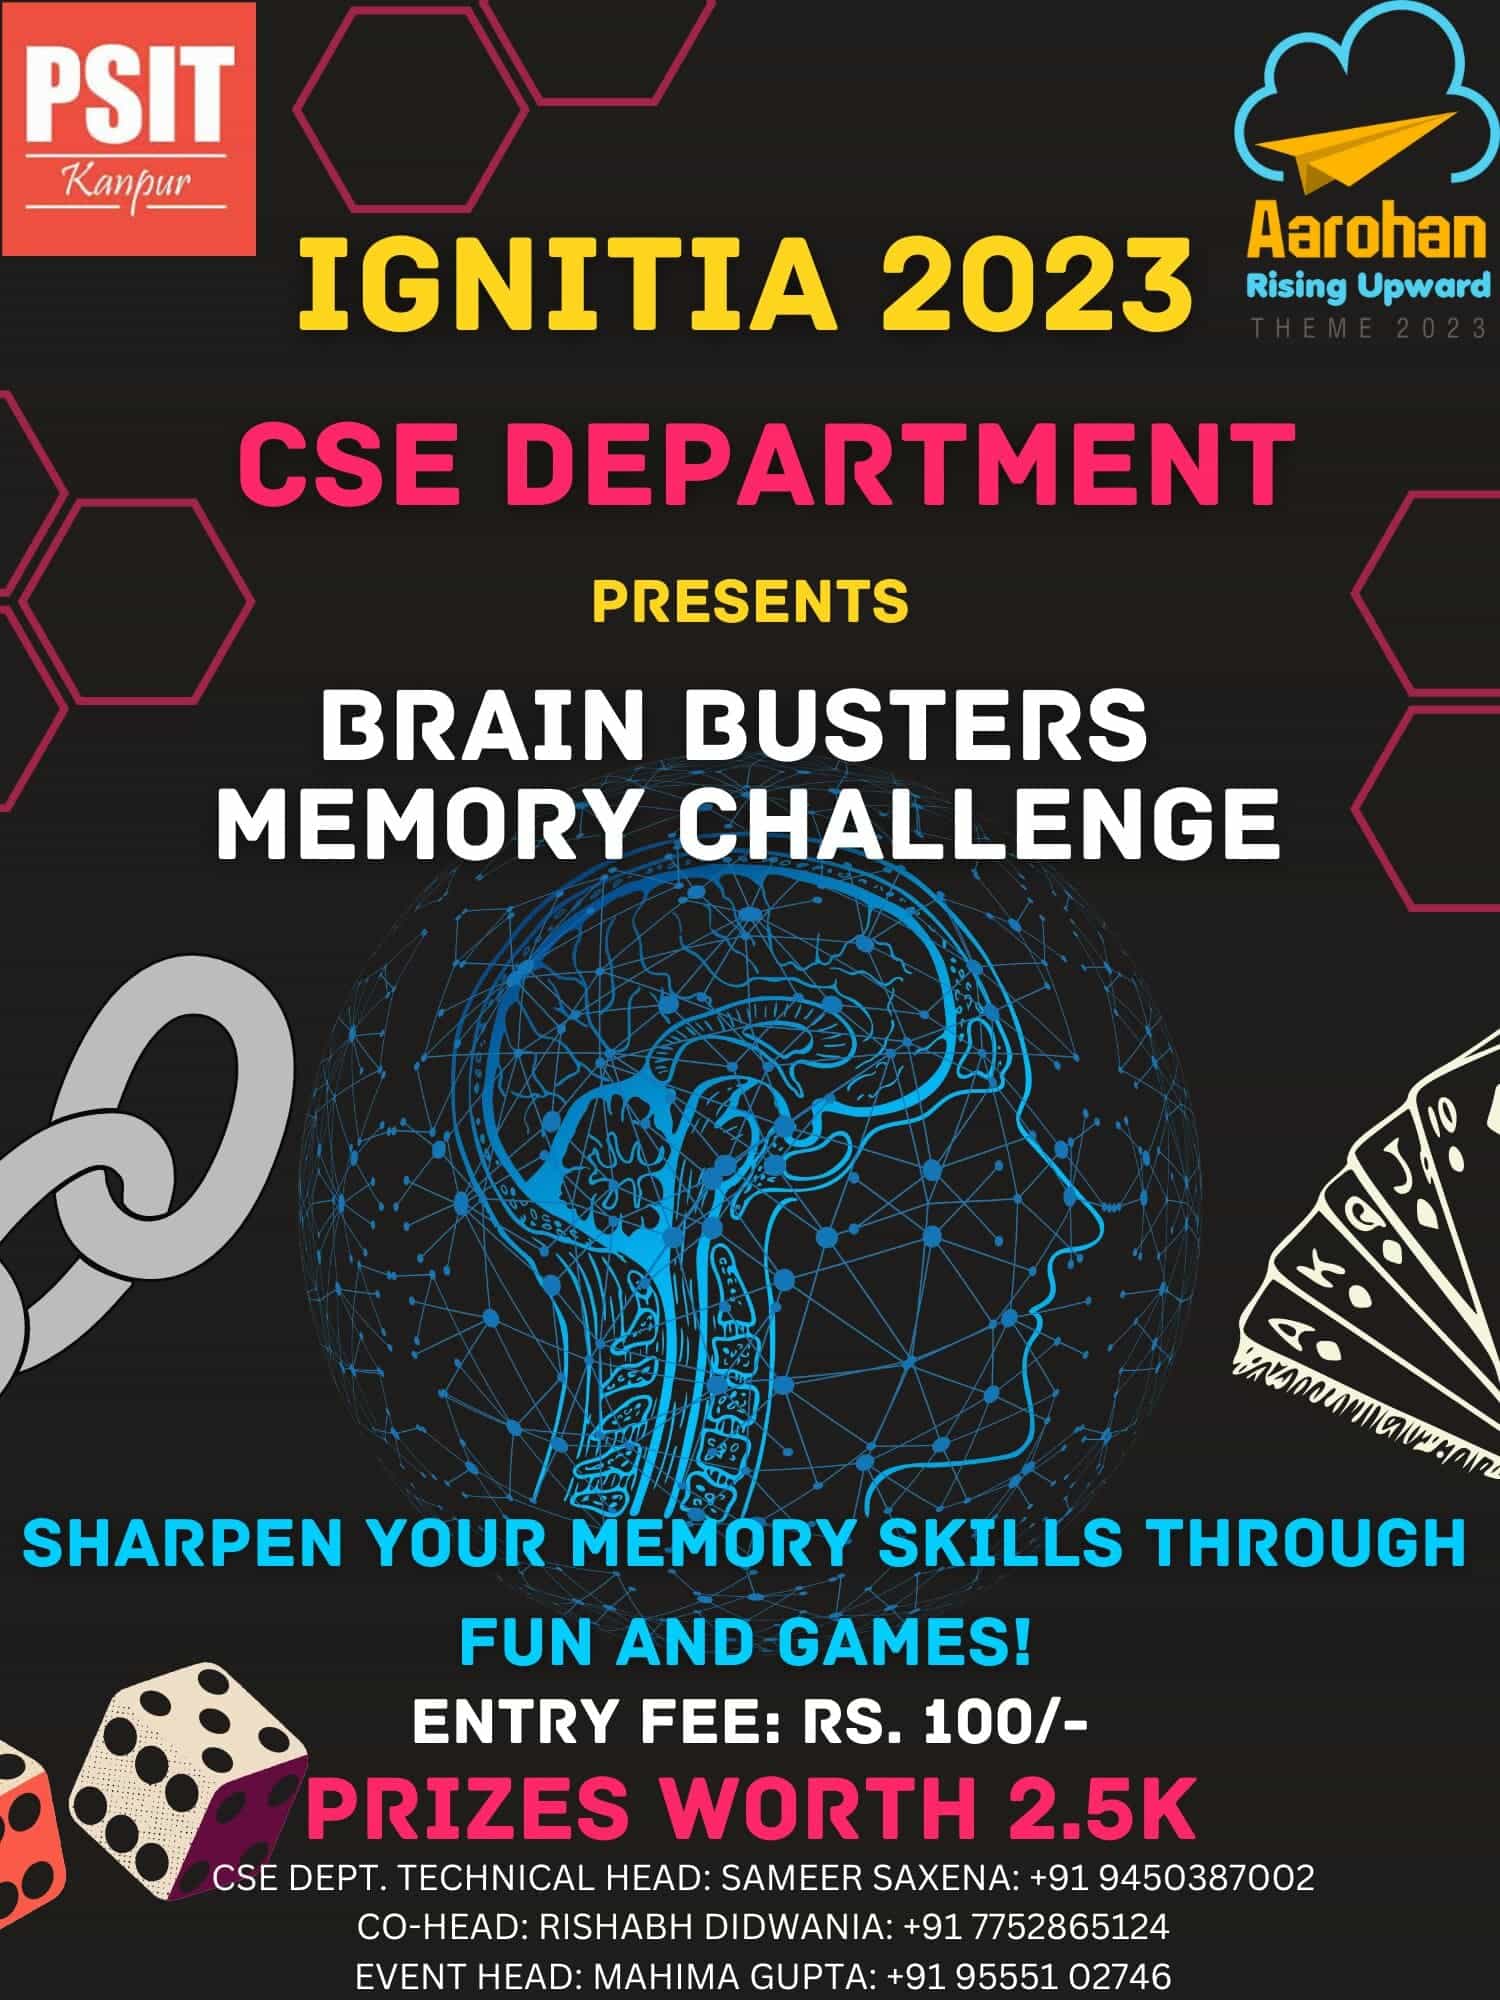 PSIT
Kanpur
Aarohan
Rising Upward
THEME 2023
IGNITIA 2023
CSE DEPARTMENT
PRESENTS
BRAIN BUSTERS
MEMORY CHALLENGE
10
J
Q
K
A
SHARPEN YOUR MEMORY SKILLS THROUGH
FUN AND GAMES!
ENTRY FEE: RS. 100/-
PRIZES WORTH 2.5K
CSE DEPT. TECHNICAL HEAD: SAMEER SAXENA: +91 9450387002
CO-HEAD: RISHABH DIDWANIA: +91 7752865124
EVENT HEAD: MAHIMA GUPTA: +91 95551 02746